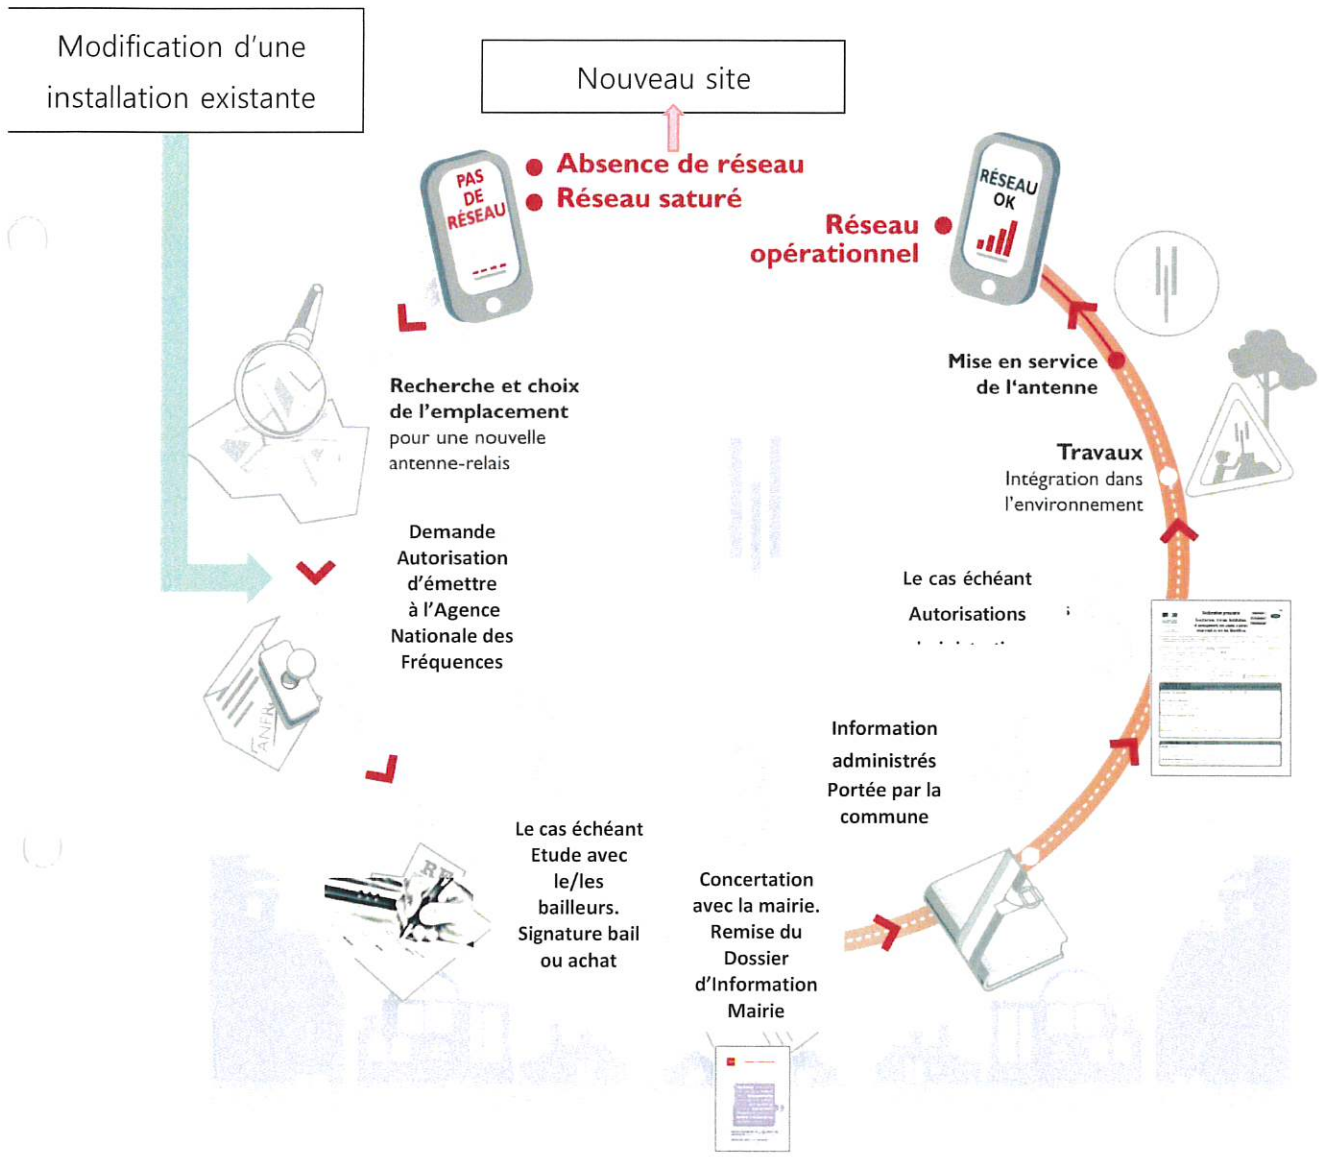 Modification d'une
installation existante
Nouveau site
Absence de réseau
Réseau saturé
PAS
DE
RÉSEAU
RÉSEAU
OK
Réseau
opérationnel
Recherche et choix
de l'emplacement
pour une nouvelle
antenne-relais
Demande
Autorisation
d'émettre
à l'Agence
Nationale des
Fréquences
ANFR
Le cas échéant
Etude avec
le/les
bailleurs.
Signature bail
ou achat
Concertation
avec la mairie.
Remise du
Dossier
d'Information
Mairie
Information
administrés
Portée par la
commune
Le cas échéant
Autorisations
Travaux
Intégration dans
l'environnement
Mise en service
de l'antenne